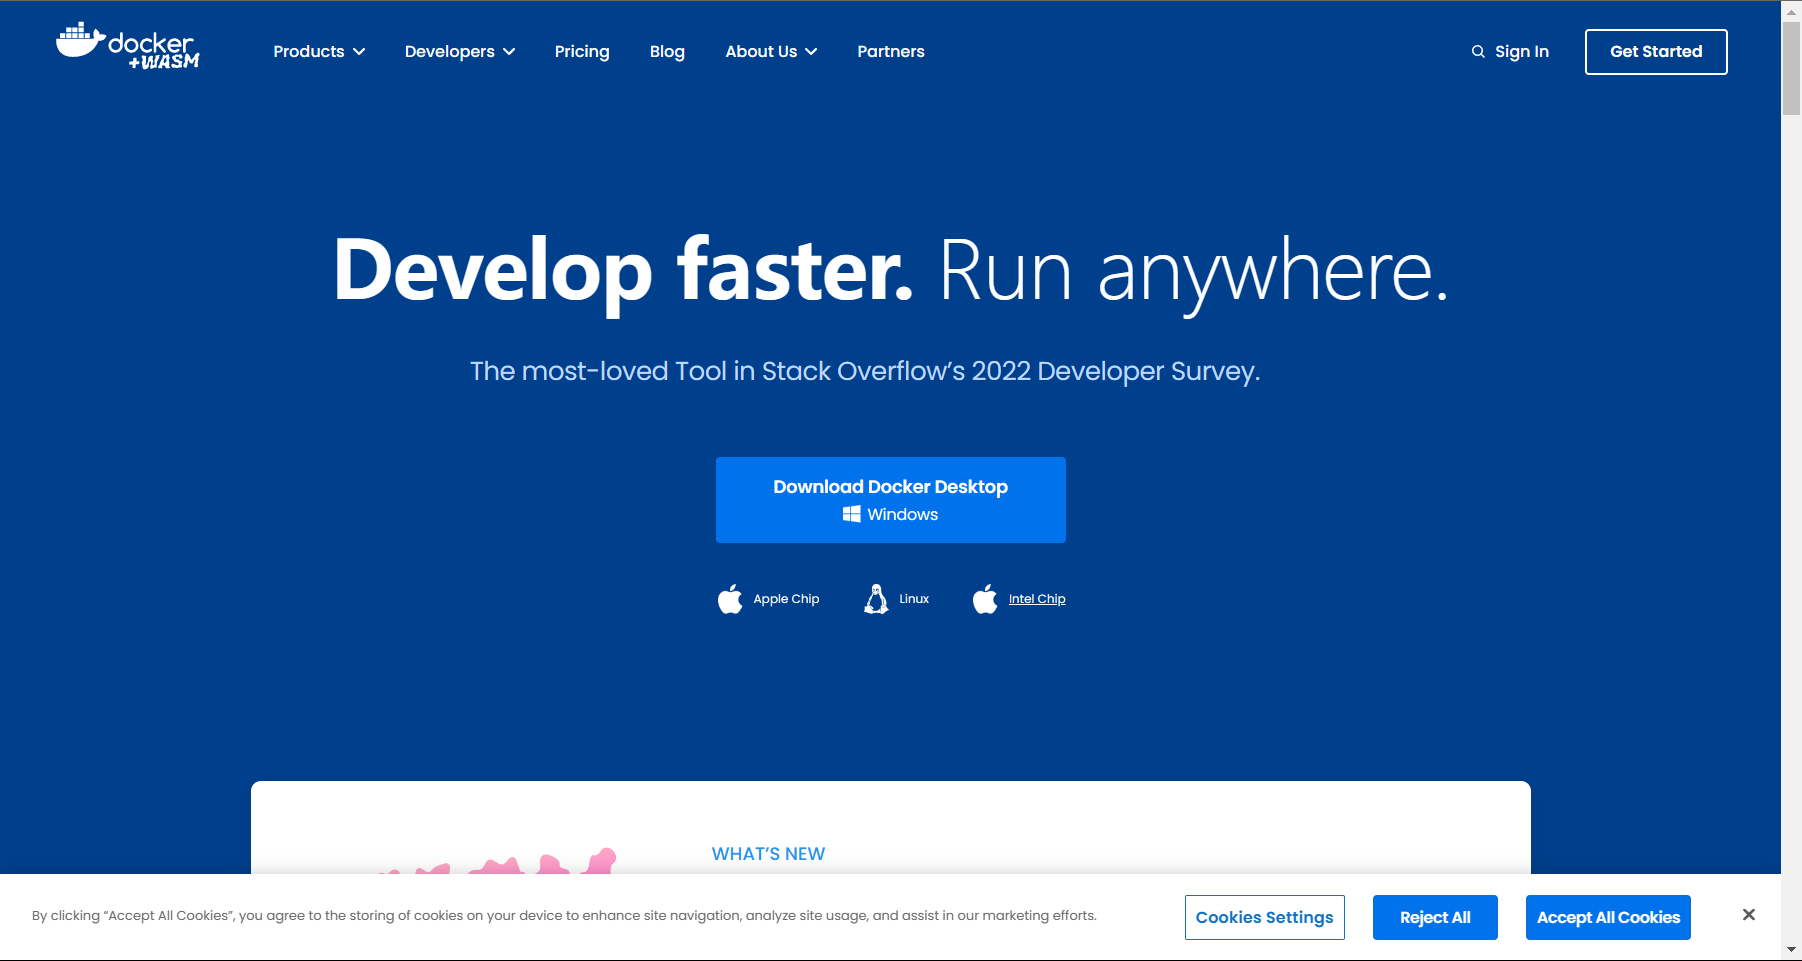 docker
+WASM
Products Developers Pricing Blog About Us Partners Sign In Get Started
Develop faster. Run anywhere.
The most-loved Tool in Stack Overflow’s 2022 Developer Survey.
Download Docker Desktop
Windows
Apple Chip Linux Intel Chip
WHAT’S NEW
By clicking “Accept All Cookies”, you agree to the storing of cookies on your device to enhance site navigation, analyze site usage, and assist in our marketing efforts. Cookies Settings Reject All Accept All Cookies